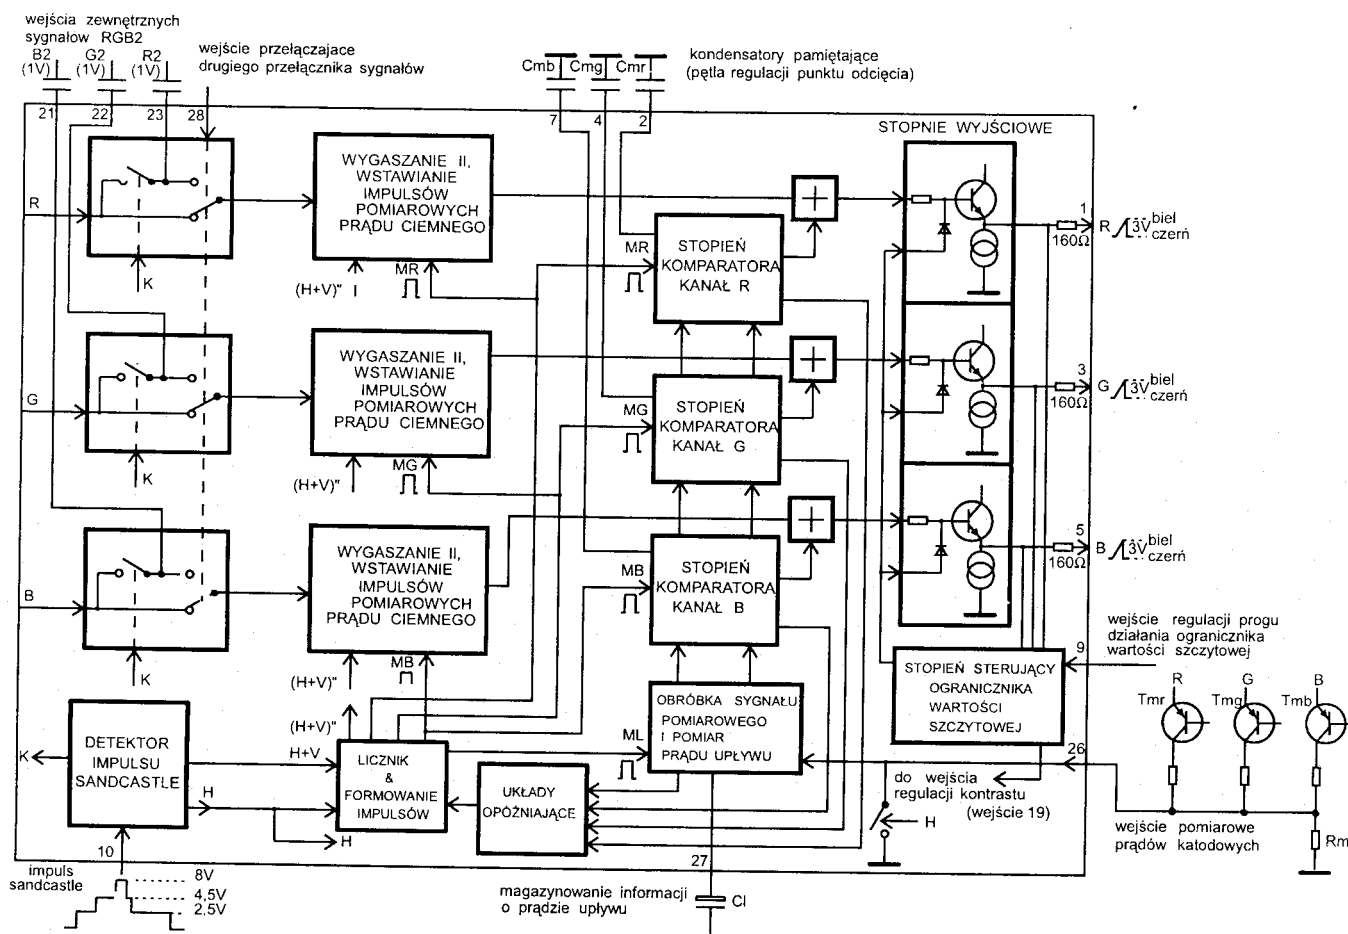 wejścia zewnętrznych
sygnałów RGB2
B2 G2 R2
(1V) (1V) (1V)
wejście przełączajace
drugiego przełącznika sygnałów
Cmb Cmg Cmr
kondensatory pamiętające
(pętla regulacji punktu odcięcia)
21 22 23 28 7 4 2
STOPNIE WYJŚCIOWE
WYGASZANIE II,
WSTAWIANIE
IMPULSÓW
POMIAROWYCH
PRĄDU CIEMNEGO
R
K
(H+V)"
MR
MR
STOPIEŃ
KOMPARATORA
KANAŁ R
1
160Ω
R
3V
biel
czerń
WYGASZANIE II,
WSTAWIANIE
IMPULSÓW
POMIAROWYCH
PRĄDU CIEMNEGO
G
K
(H+V)"
MG
MG
STOPIEŃ
KOMPARATORA
KANAŁ G
3
160Ω
G
3V
biel
czerń
WYGASZANIE II,
WSTAWIANIE
IMPULSÓW
POMIAROWYCH
PRĄDU CIEMNEGO
B
K
(H+V)"
MB
MB
STOPIEŃ
KOMPARATORA
KANAŁ B
5
160Ω
B
3V
biel
czerń
wejście regulacji progu
działania ogranicznika
wartości szczytowej
9
STOPIEŃ STERUJĄCY
OGRANICZNIKA
WARTOŚCI
SZCZYTOWEJ
OBRÓBKA SYGNAŁU
POMIAROWEGO
I POMIAR
PRĄDU UPŁYWU
R G B
Tmr Tmg Tmb
26
K
DETEKTOR
IMPULSU
SANDCASTLE
(H+V)"
H+V
H
H
LICZNIK
&
FORMOWANIE
IMPULSÓW
ML
UKŁADY
OPÓŹNIAJĄCE
do wejścia
regulacji kontrastu
(wejście 19)
H
wejście pomiarowe
prądów katodowych
Rm
10
27
impuls
sandcastle
8V
4,5V
2,5V
magazynowanie informacji
o prądzie upływu
Cl